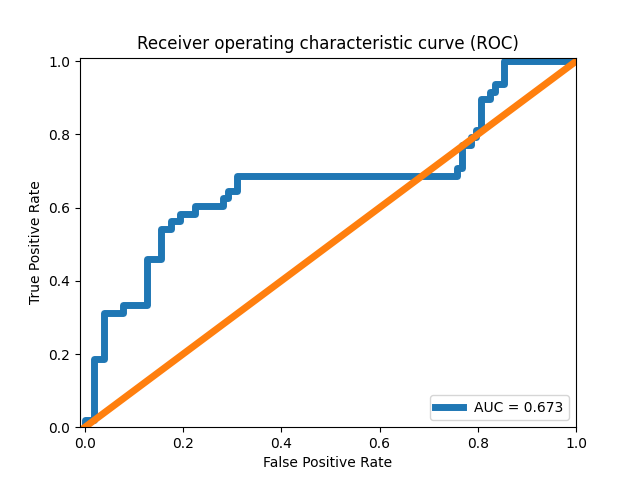 Receiver operating characteristic curve (ROC)
1.0
0.8
0.6
0.4
0.2
0.0
True Positive Rate
AUC = 0.673
0.0 0.2 0.4 0.6 0.8 1.0
False Positive Rate